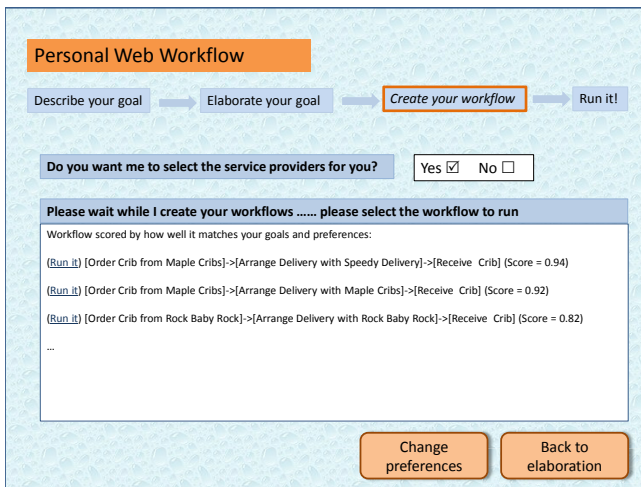 Personal Web Workflow
Describe your goal
Elaborate your goal
Create your workflow
Run it!
Do you want me to select the service providers for you?
Yes ☑ No ☐
Please wait while I create your workflows ...... please select the workflow to run
Workflow scored by how well it matches your goals and preferences:
(Run it) [Order Crib from Maple Cribs]->[Arrange Delivery with Speedy Delivery]->[Receive Crib] (Score = 0.94)
(Run it) [Order Crib from Maple Cribs]->[Arrange Delivery with Maple Cribs]->[Receive Crib] (Score = 0.92)
(Run it) [Order Crib from Rock Baby Rock]->[Arrange Delivery with Rock Baby Rock]->[Receive Crib] (Score = 0.82)
...
Change
preferences
Back to
elaboration